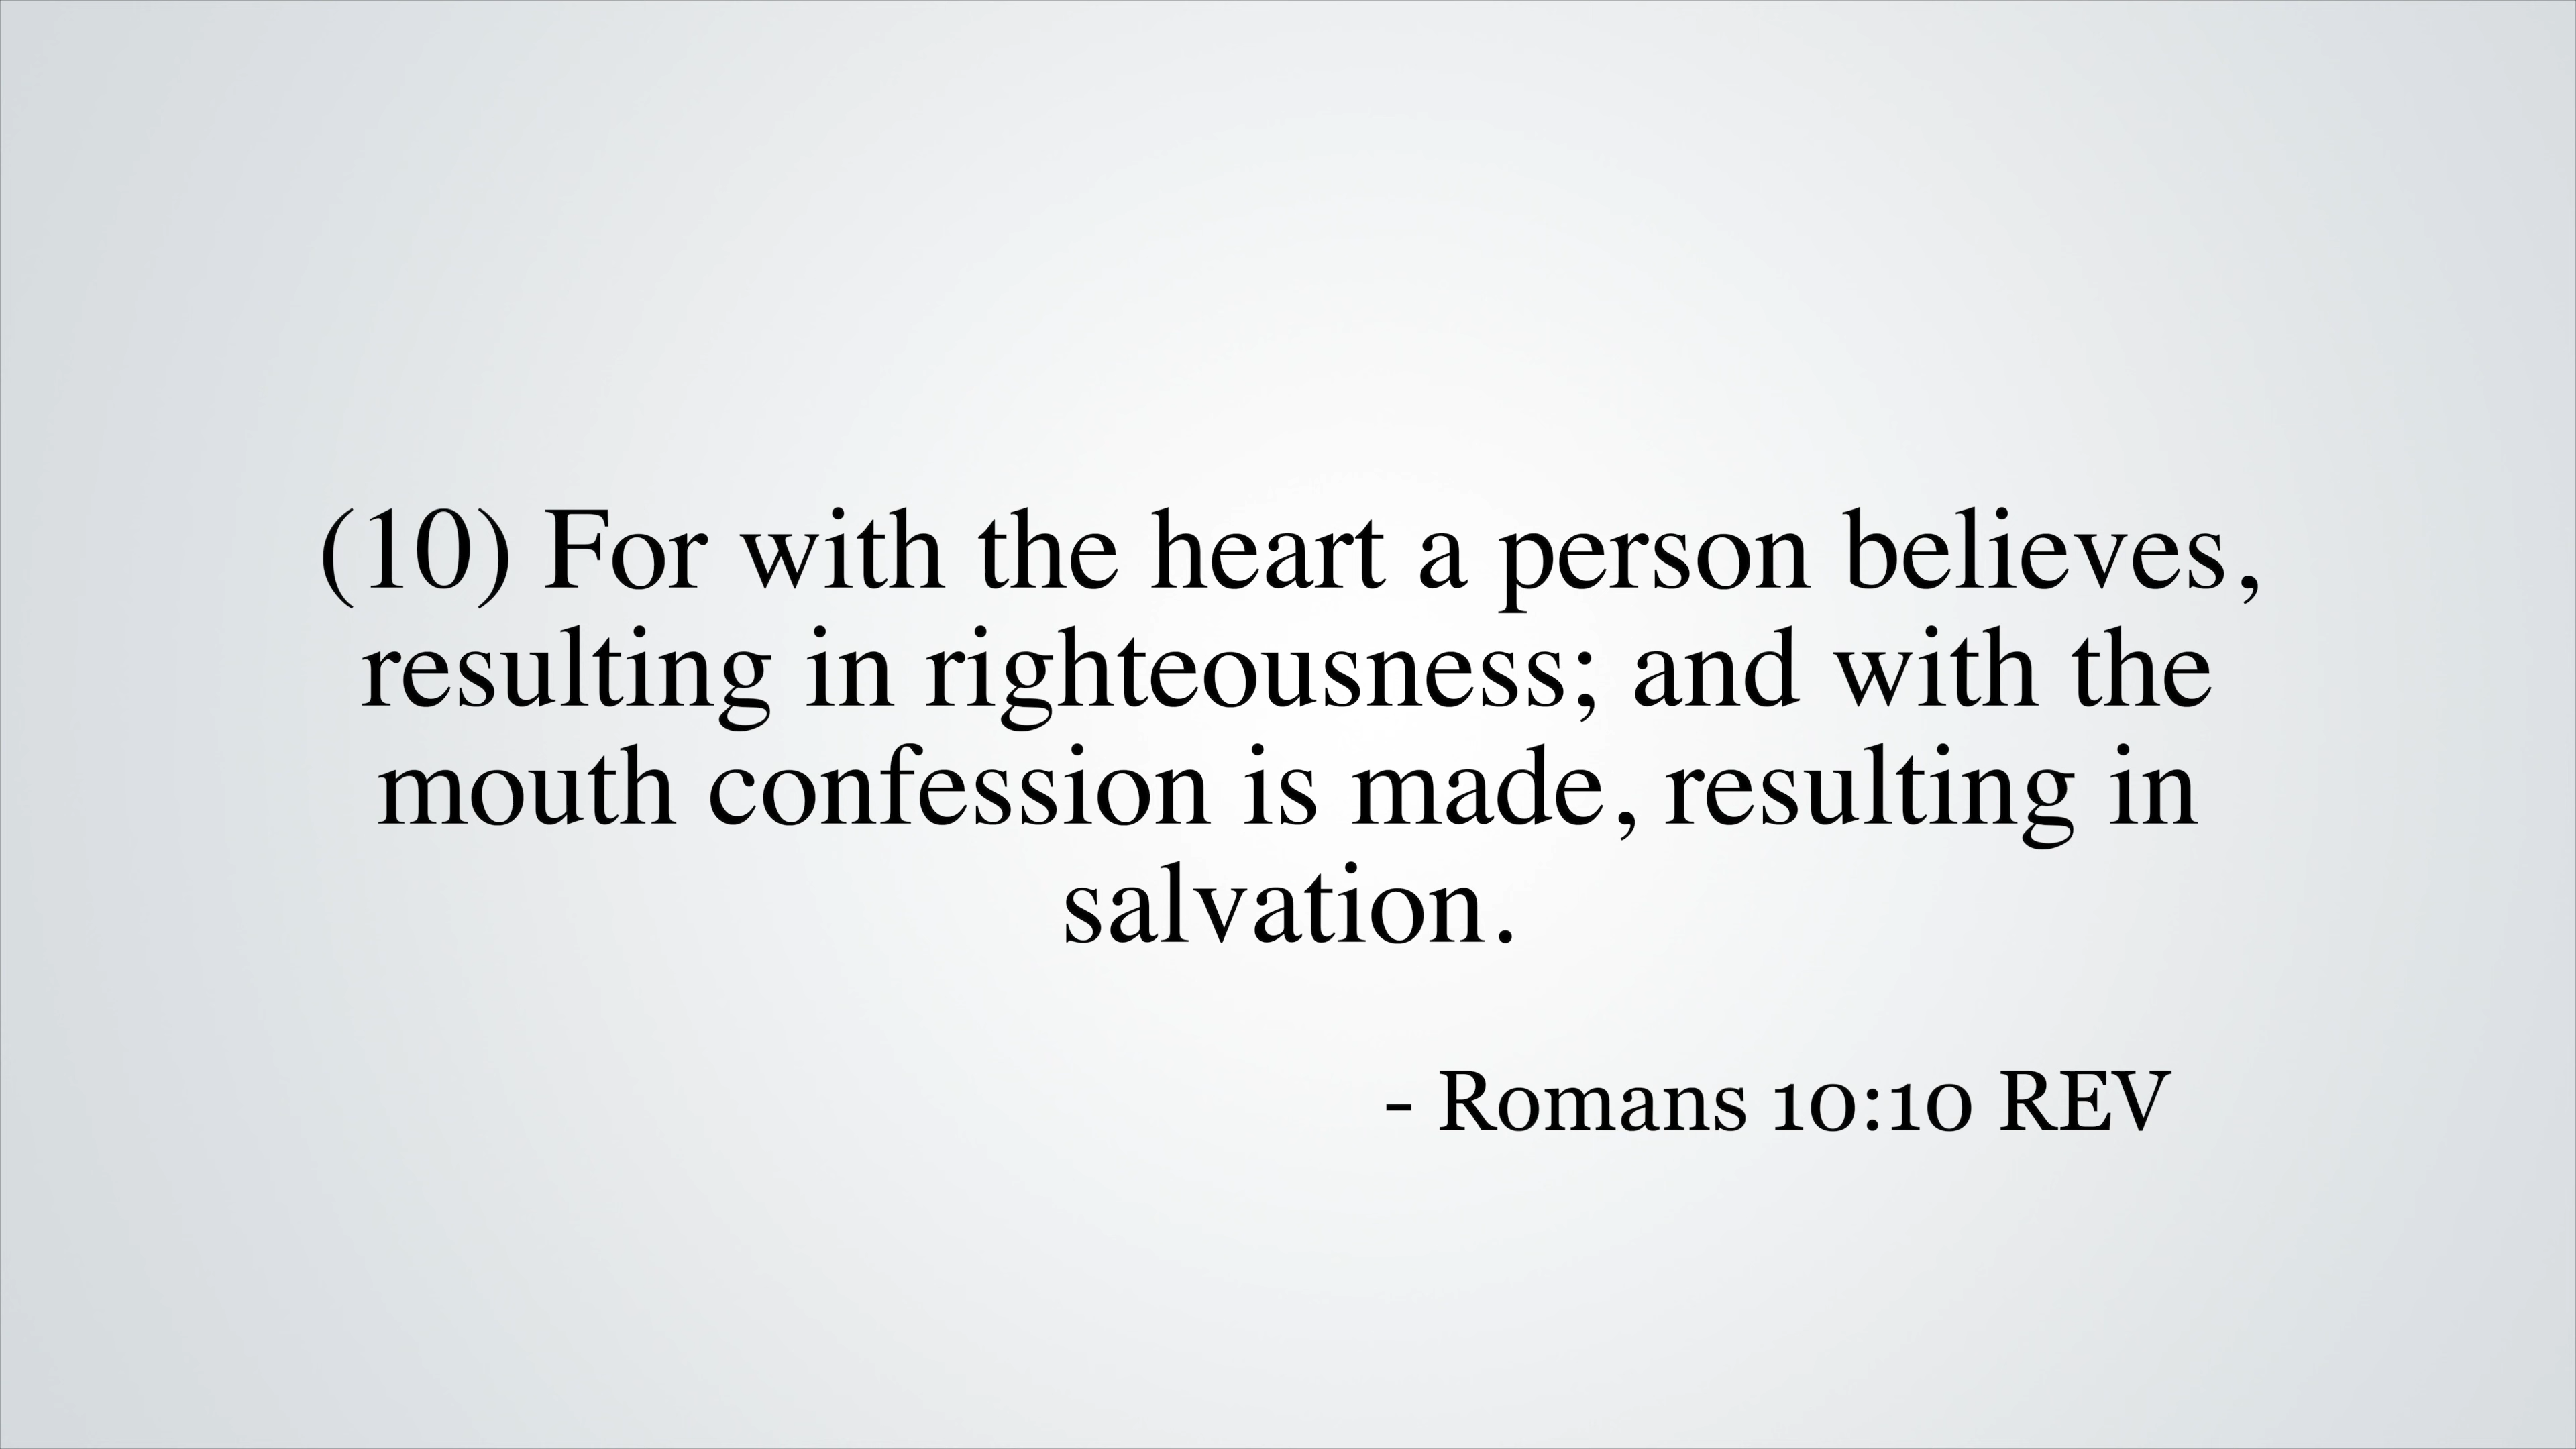 (10) For with the heart a person believes,
resulting in righteousness; and with the
mouth confession is made, resulting in
salvation.
- Romans 10:10 REV